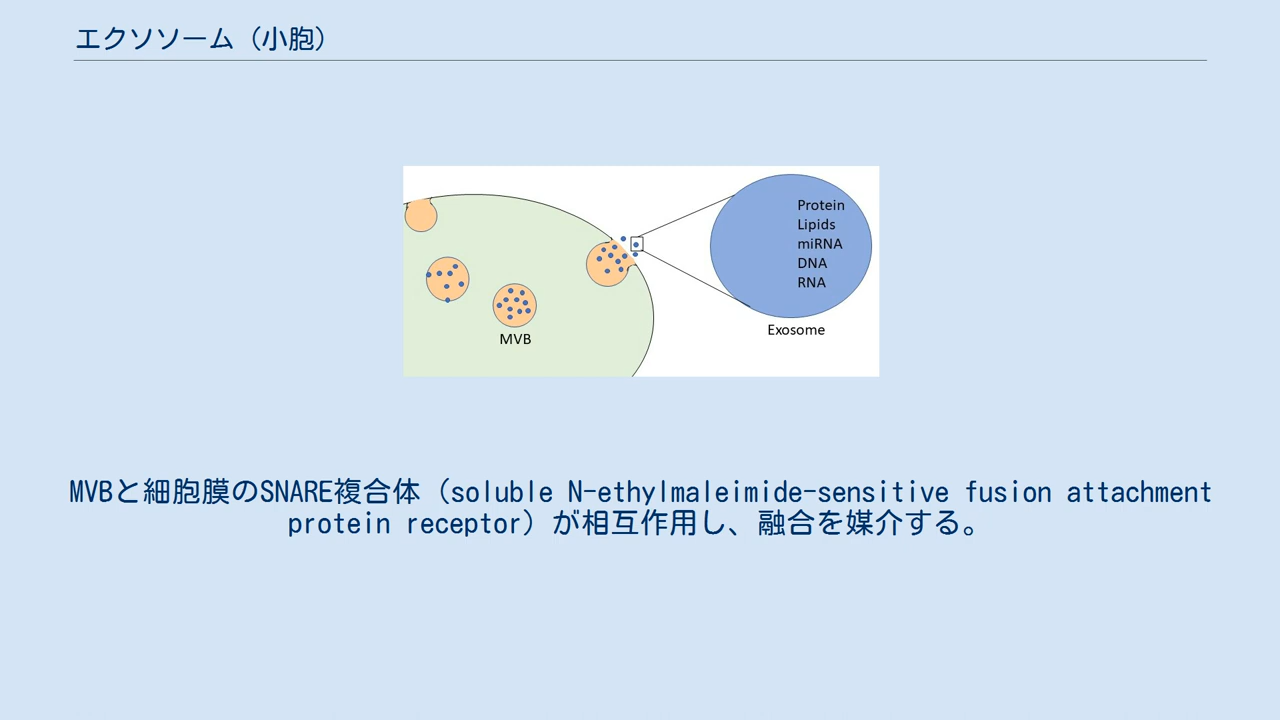 エクソソーム（小胞）
Protein
Lipids
miRNA
DNA
RNA
Exosome
MVB
MVBと細胞膜のSNARE複合体（soluble N-ethylmaleimide-sensitive fusion attachment
protein receptor）が相互作用し、融合を媒介する。